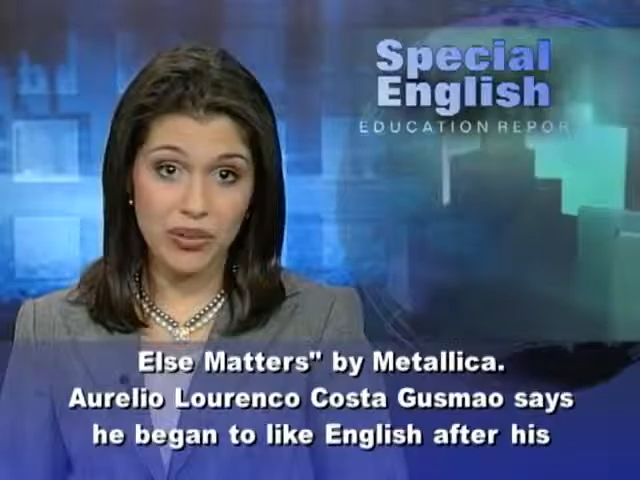 Special
English
EDUCATION REPOR
Else Matters" by Metallica.
Aurelio Lourenco Costa Gusmao says
he began to like English after his